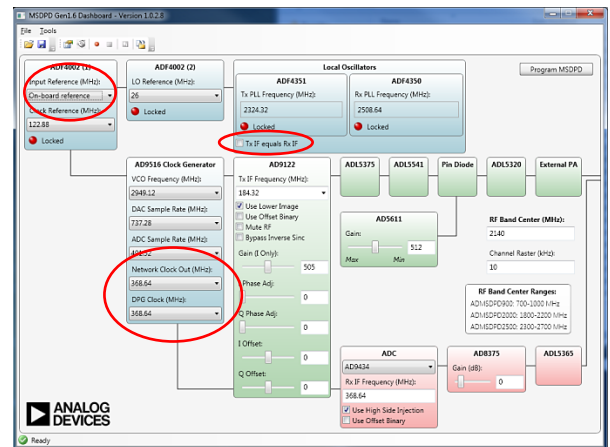 MSDPD Gen1.6 Dashboard - Version 1.0.2.8
File Tools
Program MSDPD
ADF4002 (1)
Input Reference (MHz):
On-board reference
Clock Reference (MHz):
122.88
Locked
ADF4002 (2)
LO Reference (MHz):
26
Locked
Local Oscillators
ADF4351
Tx PLL Frequency (MHz):
2324.32
Locked
Tx IF equals Rx IF
ADF4350
Rx PLL Frequency (MHz):
2508.64
Locked
AD9516 Clock Generator
VCO Frequency (MHz):
2949.12
DAC Sample Rate (MHz):
737.28
ADC Sample Rate (MHz):
491.52
Network Clock Out (MHz):
368.64
DPG Clock (MHz):
368.64
AD9122
Tx IF Frequency (MHz):
184.32
Use Lower Image
Use Offset Binary
Mute RF
Bypass Inverse Sinc
Gain (I Only):
505
I Phase Adj:
0
Q Phase Adj:
0
I Offset:
0
Q Offset:
0
ADL5375
ADL5541
Pin Diode
ADL5320
External PA
AD5611
Gain:
512
Max Min
RF Band Center (MHz):
2140
Channel Raster (kHz):
10
RF Band Center Ranges:
ADMSDPD900: 700-1000 MHz
ADMSDPD2000: 1800-2200 MHz
ADMSDPD2500: 2300-2700 MHz
ADC
AD9434
Rx IF Frequency (MHz):
368.64
Use High Side Injection
Use Offset Binary
AD8375
Gain (dB):
0
ADL5365
ANALOG
DEVICES
Ready